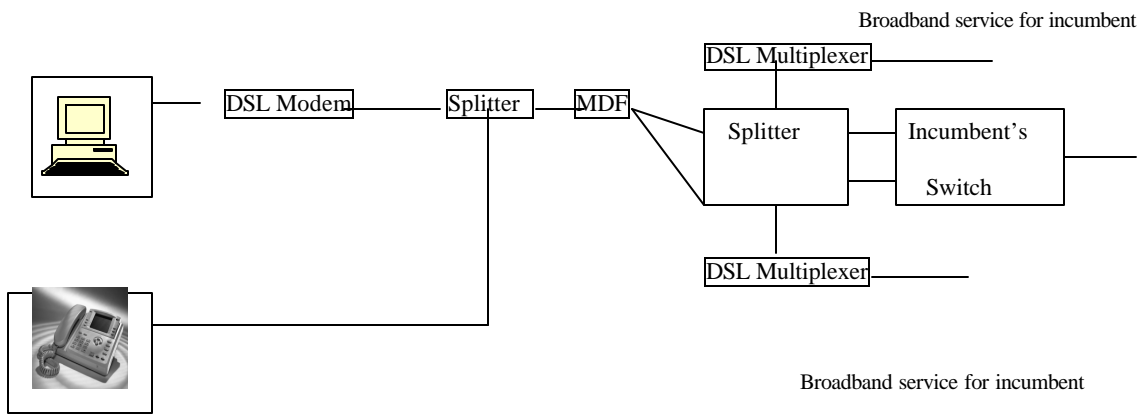 Broadband service for incumbent
DSL Multiplexer
DSL Modem
Splitter
MDF
Splitter
Incumbent's
Switch
DSL Multiplexer
Broadband service for incumbent